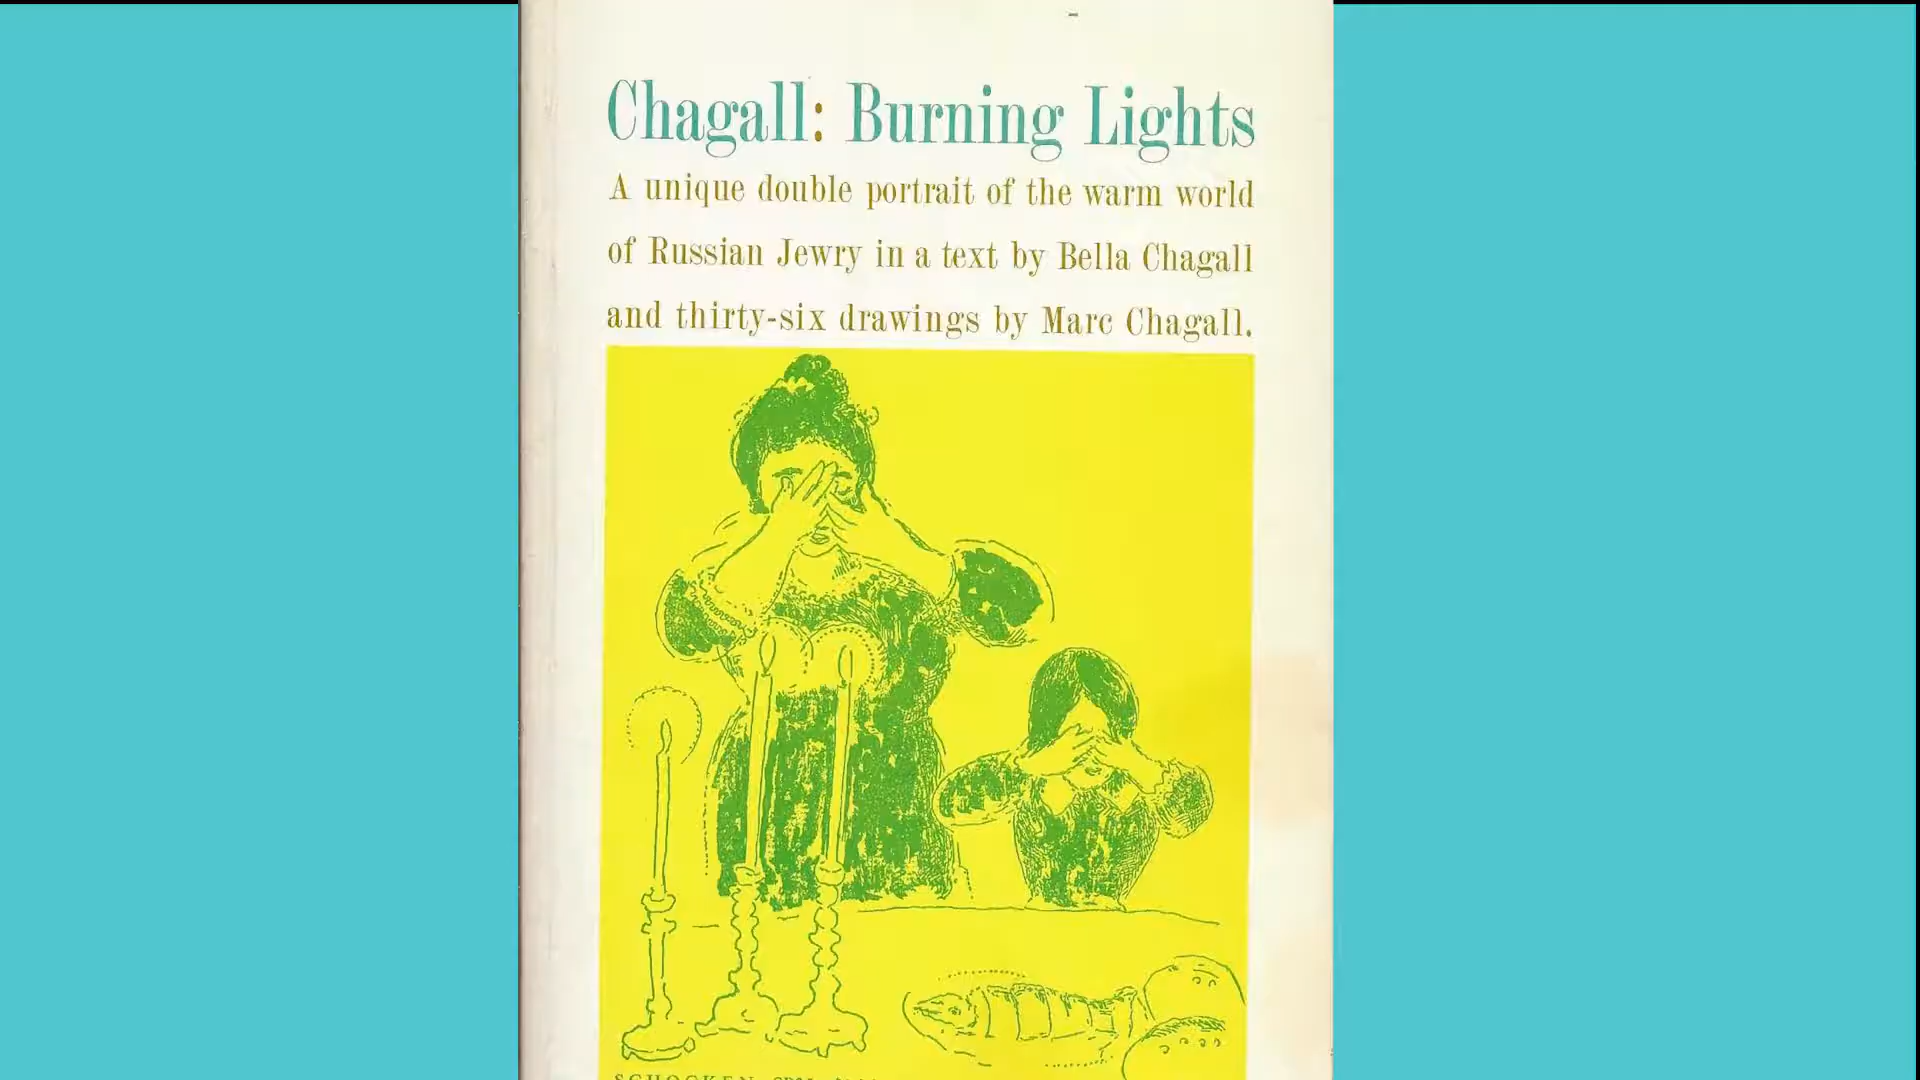 Chagall: Burning Lights
A unique double portrait of the warm world
of Russian Jewry in a text by Bella Chagall
and thirty-six drawings by Marc Chagall.
SCHOCKEN